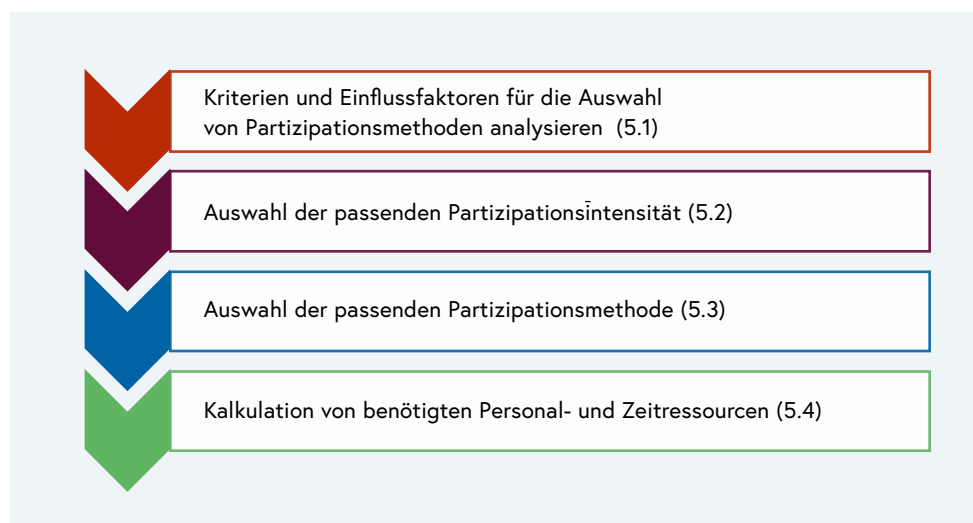 Kriterien und Einflussfaktoren für die Auswahl
von Partizipationsmethoden analysieren (5.1)
Auswahl der passenden Partizipationsintensität (5.2)
Auswahl der passenden Partizipationsmethode (5.3)
Kalkulation von benötigten Personal- und Zeitressourcen (5.4)